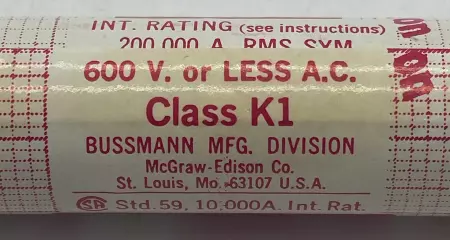 INT. RATING (see instructions)
200,000 A. RMS SYM
600 V. or LESS A.C.
Class K1
BUSSMANN MFG. DIVISION
McGraw-Edison Co.
St. Louis, Mo. 63107 U.S.A.
Std. 59, 10,000A. Int. Rat.